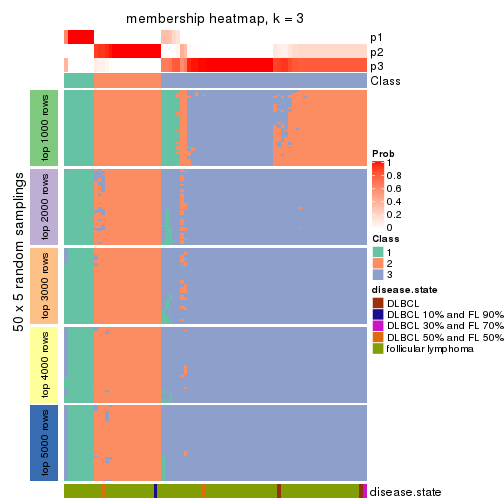 membership heatmap, k = 3
p1
p2
p3
Class
50 x 5 random samplings
top 1000 rows
top 2000 rows
top 3000 rows
top 4000 rows
top 5000 rows
Prob
1
0.8
0.6
0.4
0.2
0
Class
1
2
3
disease.state
DLBCL
DLBCL 10% and FL 90%
DLBCL 30% and FL 70%
DLBCL 50% and FL 50%
follicular lymphoma
disease.state